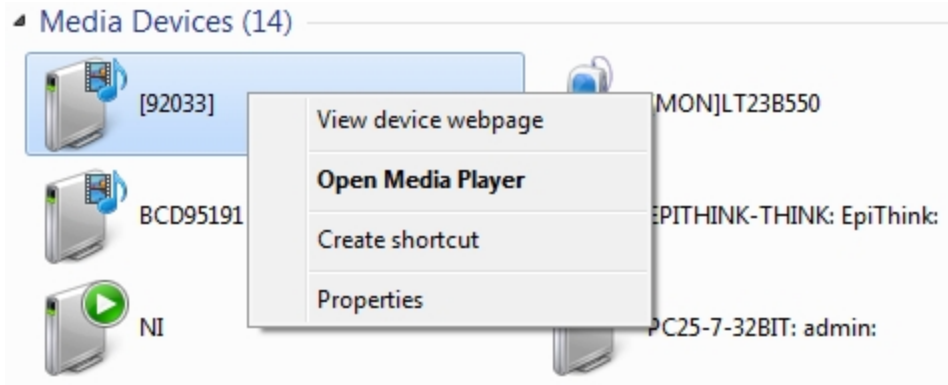 Media Devices (14)
[92033]
MON]LT23B550
View device webpage
Open Media Player
BCD95191
EPITHINK-THINK: EpiThink:
Create shortcut
Properties
NI
PC25-7-32BIT: admin: